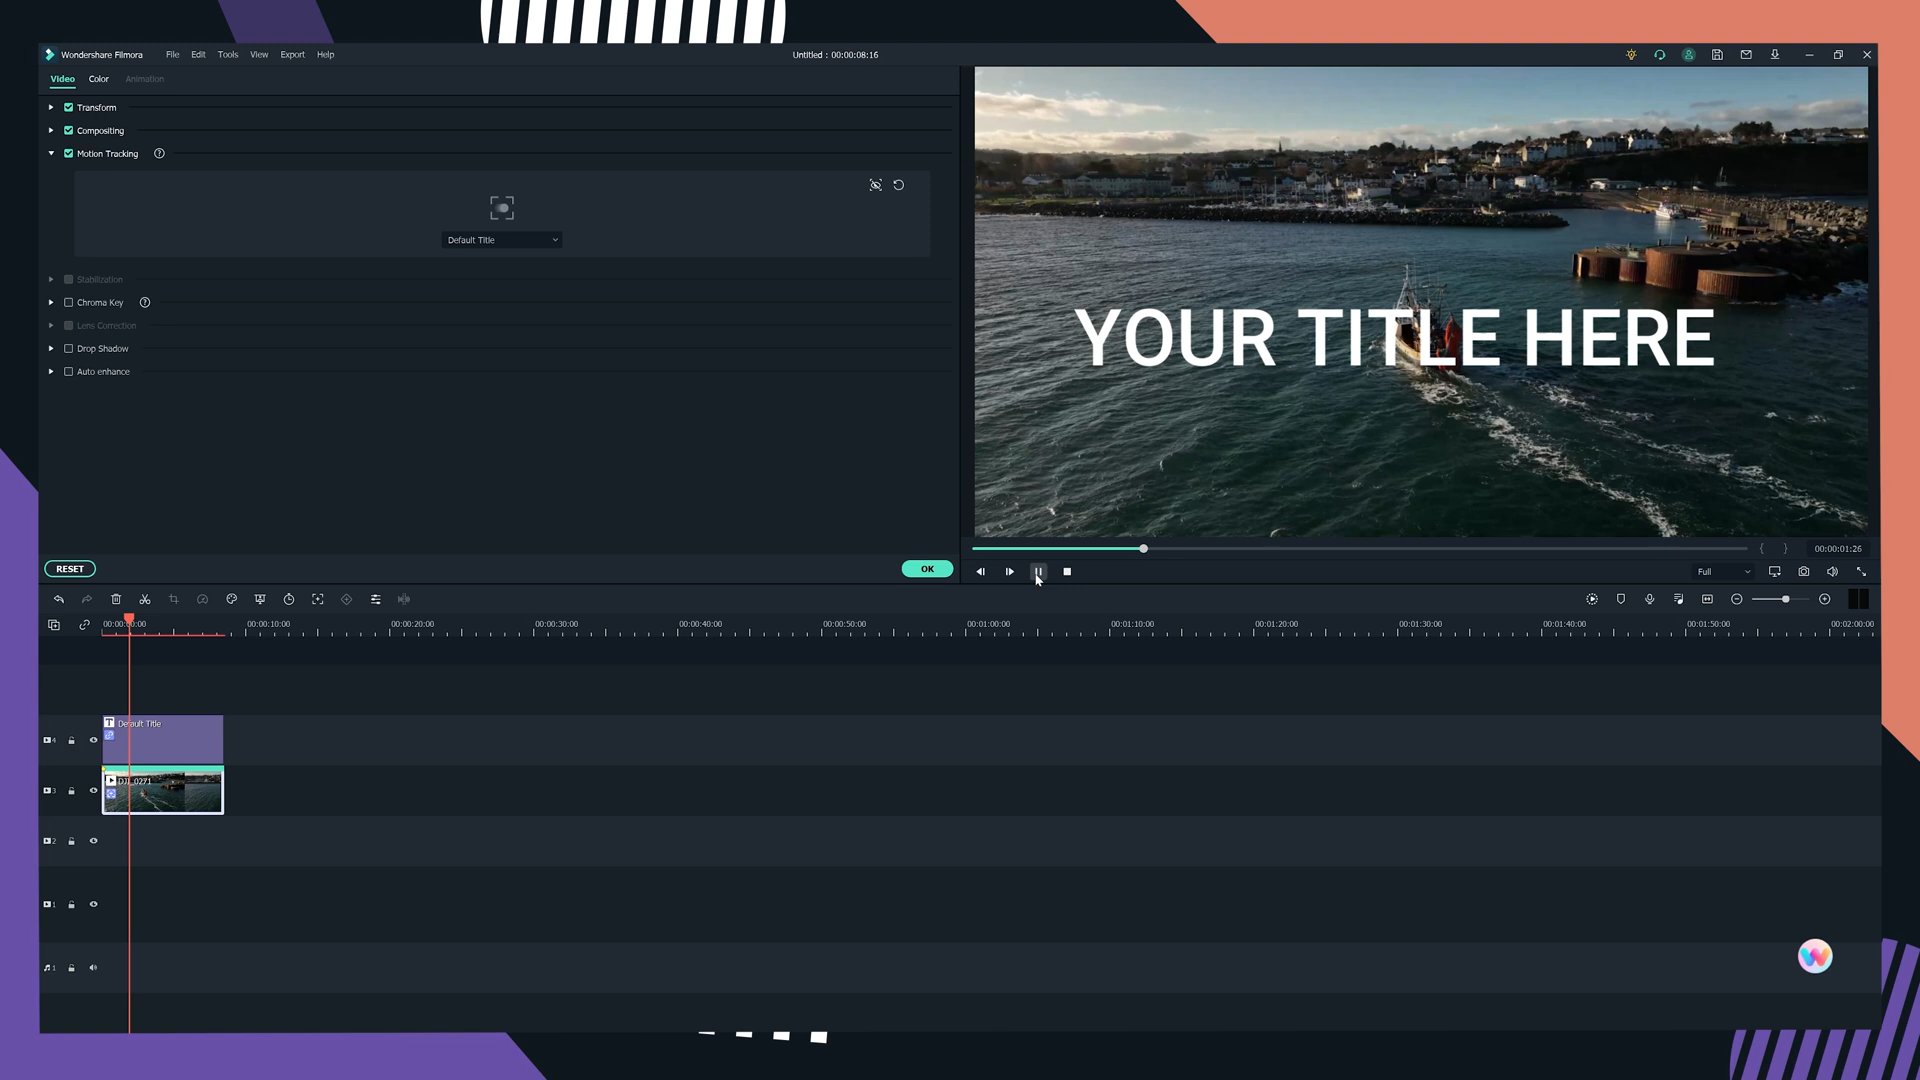 Wondershare Filmora File Edit Tools View Export Help
Untitled : 00:00:08:16
Video Color Animation
Transform
Compositing
Motion Tracking
Default Title
Stabilization
Chroma Key
Lens Correction
Drop Shadow
Auto enhance
RESET
OK
YOUR TITLE HERE
00:00:01:26
Full
00:00:00:00 00:00:10:00 00:00:20:00 00:00:30:00 00:00:40:00 00:00:50:00 00:01:00:00 00:01:10:00 00:01:20:00 00:01:30:00 00:01:40:00 00:01:50:00 00:02:00:00
4
T Default Title
3
DJI_0271
2
1
1